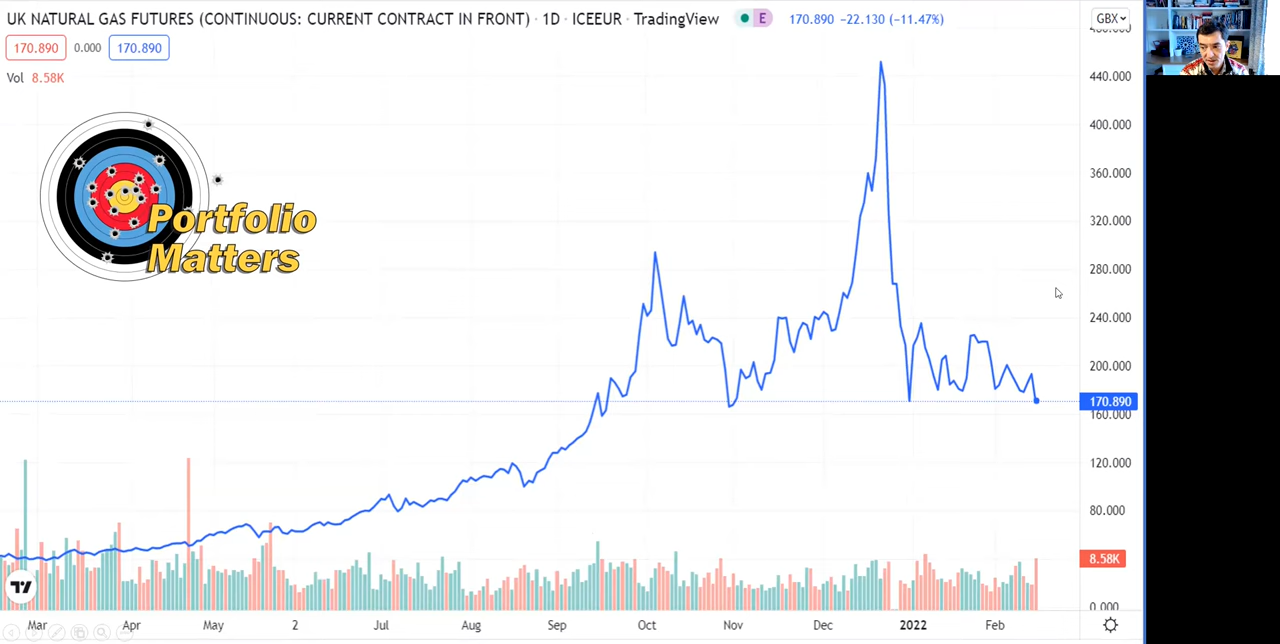 UK NATURAL GAS FUTURES (CONTINUOUS: CURRENT CONTRACT IN FRONT) · 1D · ICEEUR · TradingView E 170.890 −22.130 (−11.47%)
GBX
170.890 0.000 170.890
Vol 8.58K
Portfolio
Matters
480.000
440.000
400.000
360.000
320.000
280.000
240.000
200.000
170.890
160.000
120.000
80.000
8.58K
0.000
Mar Apr May 2 Jul Aug Sep Oct Nov Dec 2022 Feb